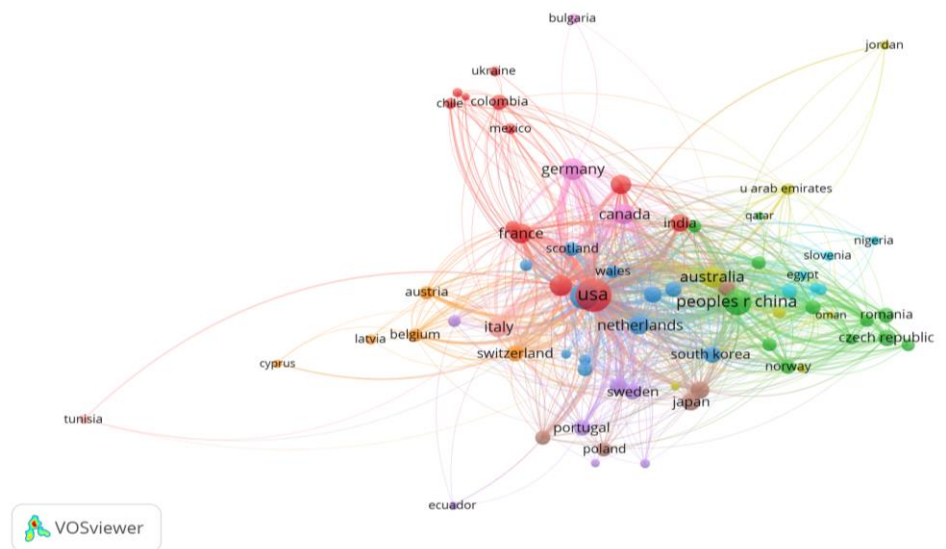 bulgaria
jordan
ukraine
chile
colombia
mexico
germany
u arab emirates
canada
qatar
india
france
nigeria
scotland
slovenia
wales
egypt
australia
austria
usa
peoples r china
oman
romania
netherlands
italy
belgium
latvia
czech republic
switzerland
south korea
cyprus
norway
sweden
japan
tunisia
portugal
poland
ecuador
VOSviewer